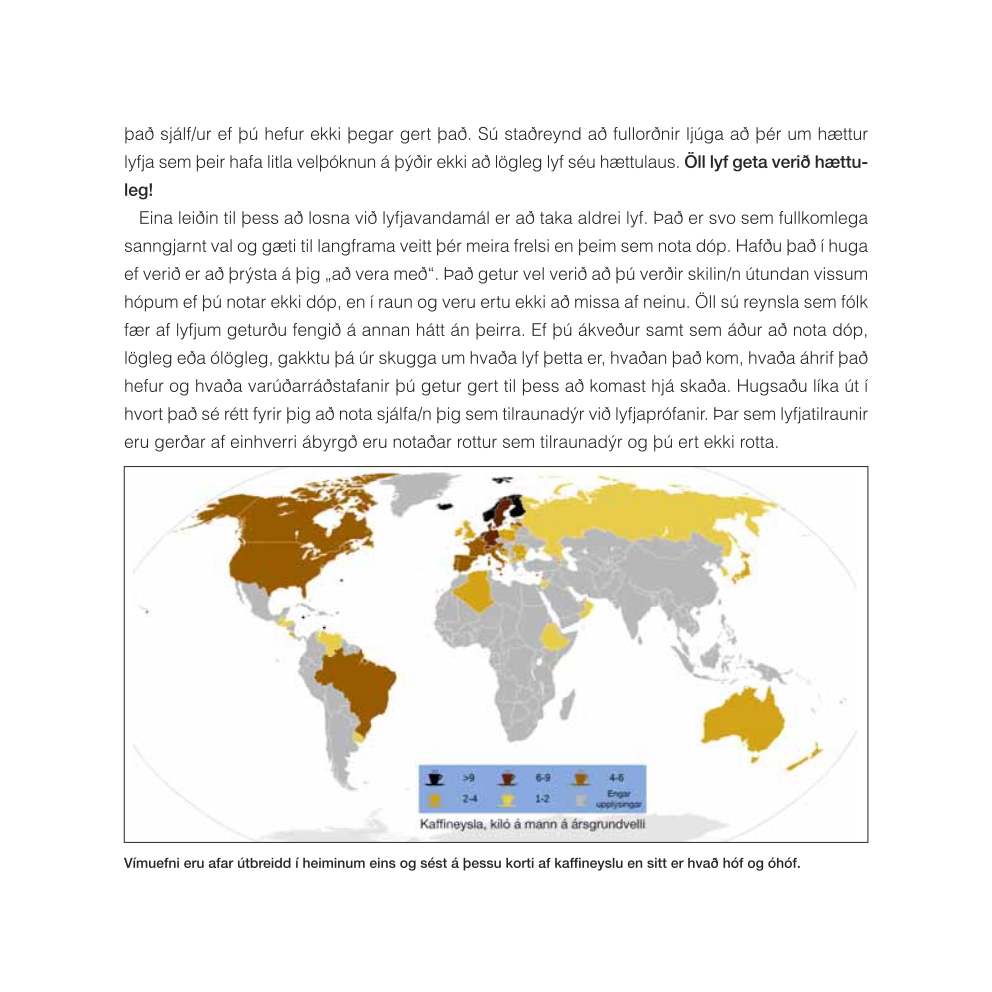 það sjálf/ur ef þú hefur ekki þegar gert það. Sú staðreynd að fullorðnir ljúga að þér um hættur
lyfja sem þeir hafa litla velþóknun á þýðir ekki að lögleg lyf séu hættulaus. Öll lyf geta verið hættu-
leg!
Eina leiðin til þess að losna við lyfjavandamál er að taka aldrei lyf. Það er svo sem fullkomlega
sanngjarnt val og gæti til langframa veitt þér meira frelsi en þeim sem nota dóp. Hafðu það í huga
ef verið er að þrýsta á þig „að vera með“. Það getur vel verið að þú verðir skilin/n útundan vissum
hópum ef þú notar ekki dóp, en í raun og veru ertu ekki að missa af neinu. Öll sú reynsla sem fólk
fær af lyfjum geturðu fengið á annan hátt án þeirra. Ef þú ákveður samt sem áður að nota dóp,
lögleg eða ólögleg, gakktu þá úr skugga um hvaða lyf þetta er, hvaðan það kom, hvaða áhrif það
hefur og hvaða varúðarráðstafanir þú getur gert til þess að komast hjá skaða. Hugsaðu líka út í
hvort það sé rétt fyrir þig að nota sjálfa/n þig sem tilraunadýr við lyfjaprófanir. Þar sem lyfjatilraunir
eru gerðar af einhverri ábyrgð eru notaðar rottur sem tilraunadýr og þú ert ekki rotta.
>9 6-9 4-6
2-4 1-2 Engar upplýsingar
Kaffineysla, kíló á mann á ársgrundvelli
Vímuefni eru afar útbreidd í heiminum eins og sést á þessu korti af kaffineyslu en sitt er hvað hóf og óhóf.